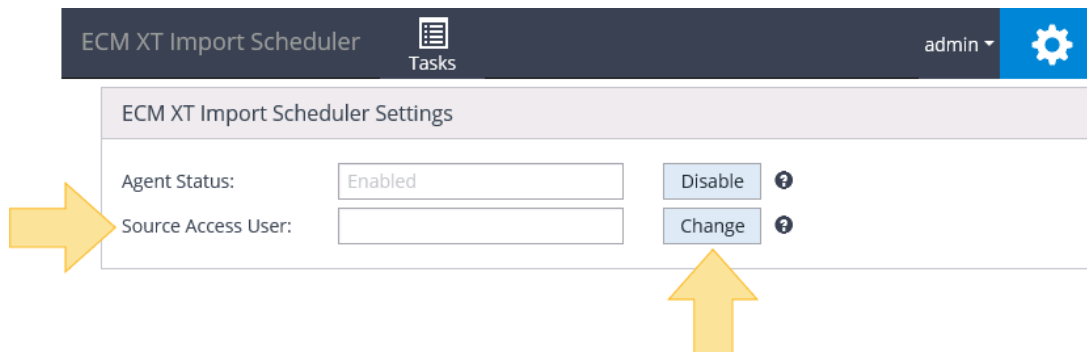 ECM XT Import Scheduler
Tasks
admin
ECM XT Import Scheduler Settings
Agent Status: Enabled Disable ?
Source Access User: Change ?